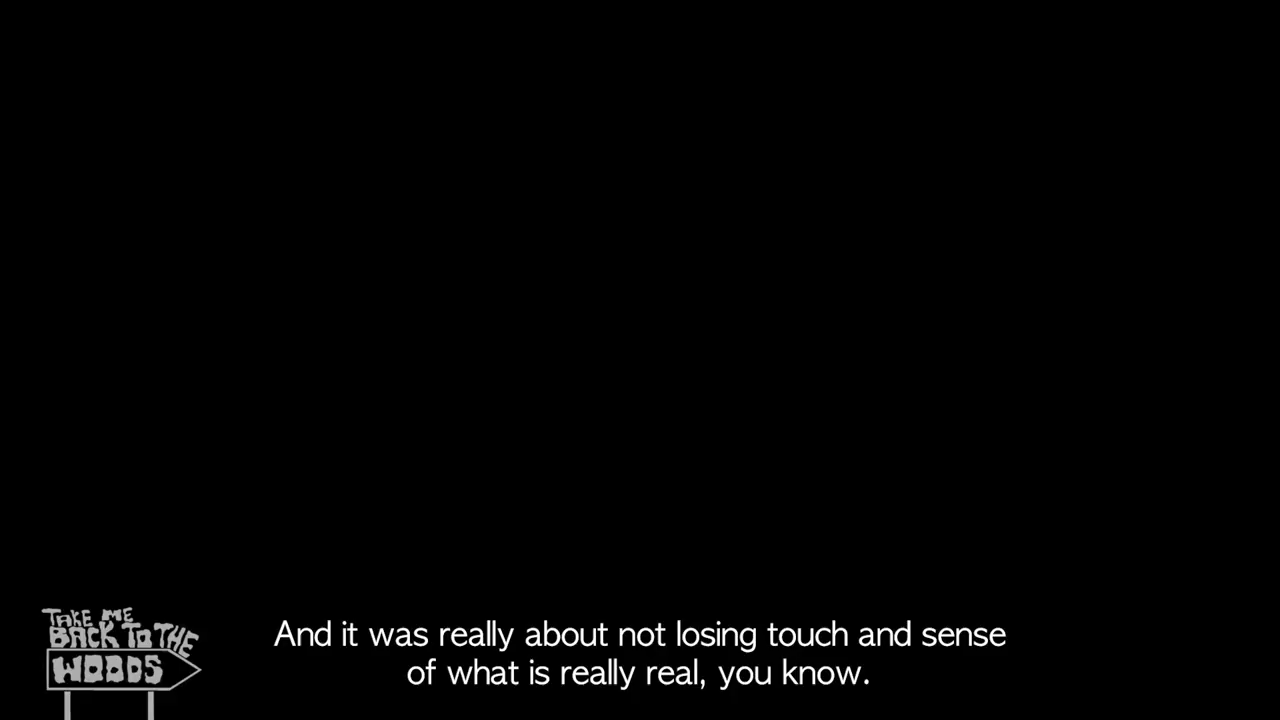 TAKE ME
BACK TO THE
WOODS
And it was really about not losing touch and sense
of what is really real, you know.